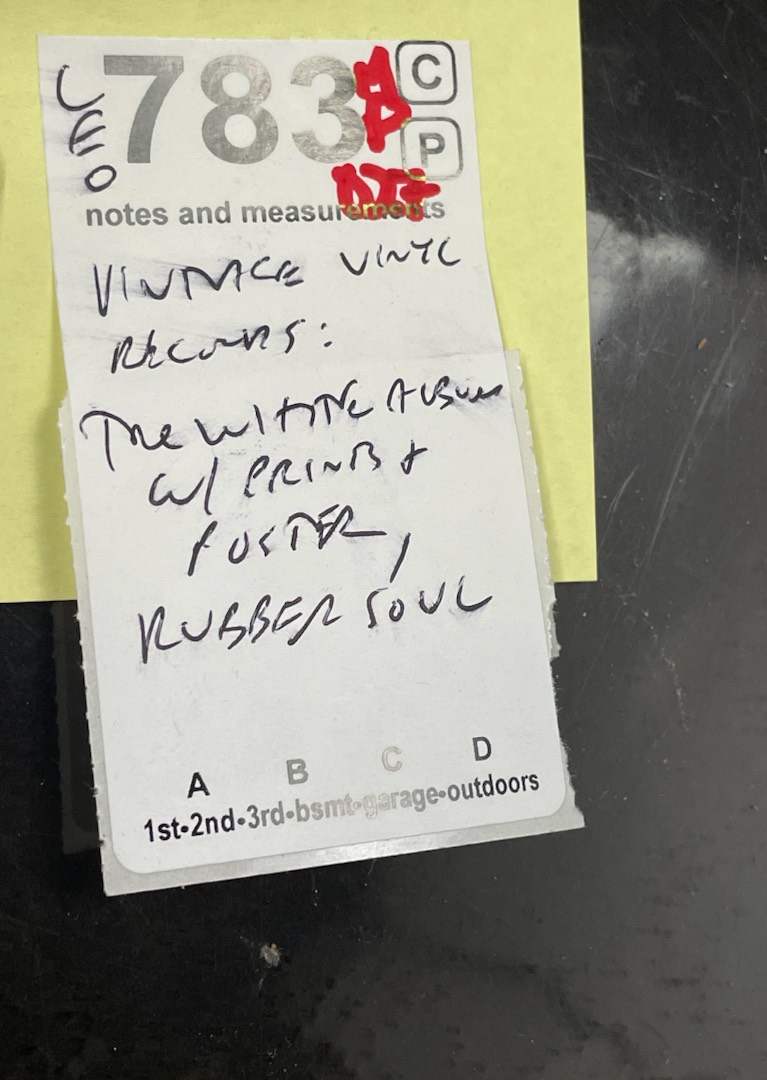 LEO
783
C
P
notes and measurements
VINTAGE VINYL
RECORDS:
THE WHITE ALBUM
W/ PRINTS +
POSTER,
RUBBER SOUL
A B C D
1st•2nd•3rd•bsmt•garage•outdoors